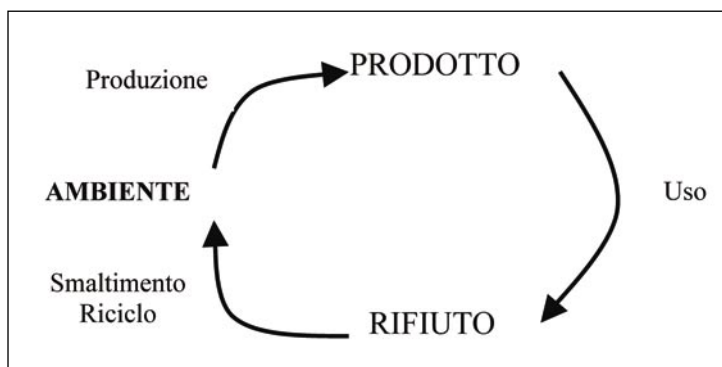 PRODOTTO
Produzione
AMBIENTE
Uso
Smaltimento
Riciclo
RIFIUTO